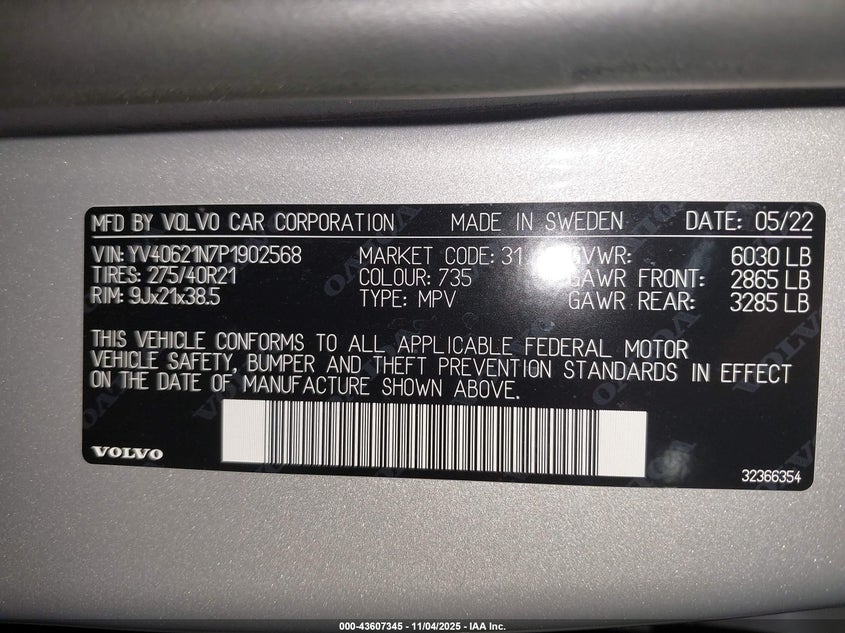 MFD BY VOLVO CAR CORPORATION MADE IN SWEDEN DATE: 05/22
VIN: YV40621N7P1902568 MARKET CODE: 31 GVWR: 6030 LB
TIRES: 275/40R21 COLOUR: 735 GAWR FRONT: 2865 LB
RIM: 9Jx21x38.5 TYPE: MPV GAWR REAR: 3285 LB
THIS VEHICLE CONFORMS TO ALL APPLICABLE FEDERAL MOTOR
VEHICLE SAFETY, BUMPER AND THEFT PREVENTION STANDARDS IN EFFECT
ON THE DATE OF MANUFACTURE SHOWN ABOVE.
VOLVO
32366354
000-43607345 - 11/04/2025 - IAA Inc.